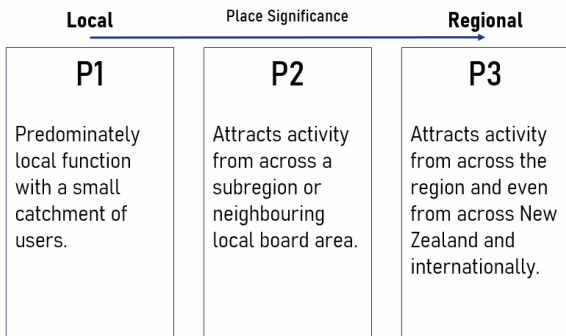 Local
Place Significance
Regional
P1
Predominately
local function
with a small
catchment of
users.
P2
Attracts activity
from across a
subregion or
neighbouring
local board area.
P3
Attracts activity
from across the
region and even
from across New
Zealand and
internationally.